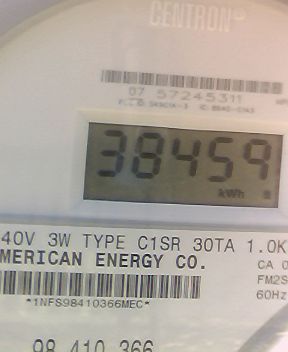 CENTRON®
07 57245311
38459
kWh
40V 3W TYPE C1SR 30TA 1.0K
MERICAN ENERGY CO.
CA 0
FM2S
60Hz
*1NFS98410366MEC*
98 410 366